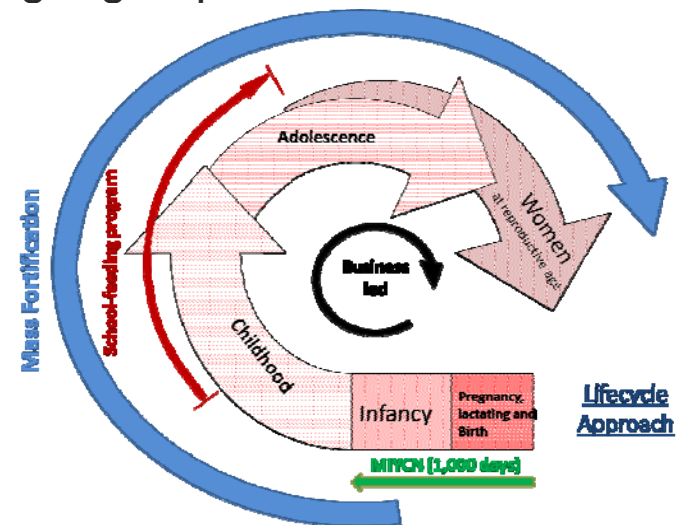 Adolescence
Women
at reproductive age
Mass Fortification
School-feeding program
Business
led
Childhood
Infancy
Pregnancy,
lactating and
Birth
Lifecycle
Approach
MIYCN (1,000 days)